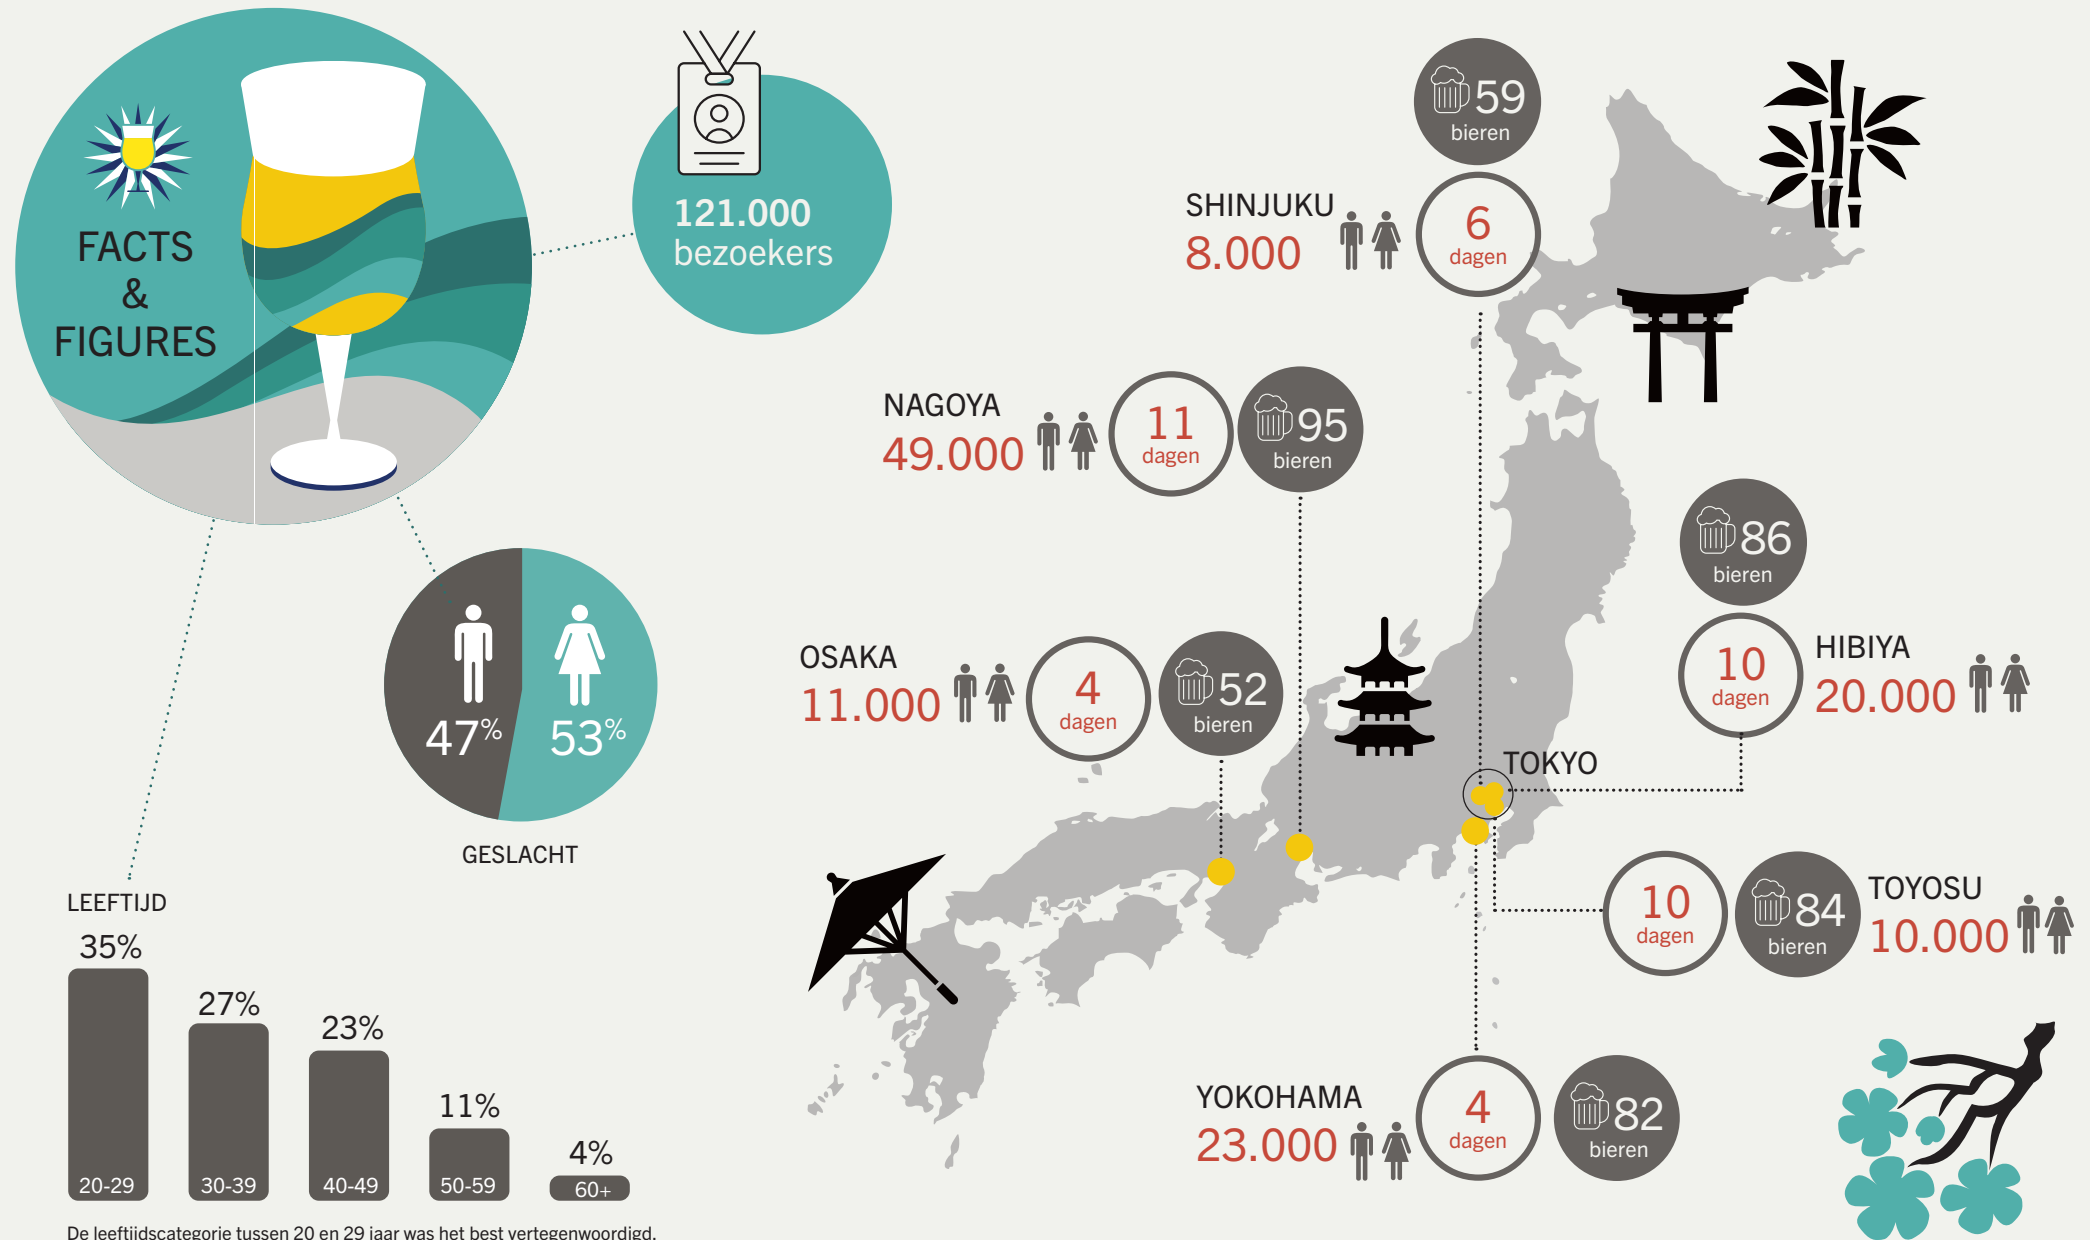 FACTS
&
FIGURES
121.000
bezoekers
47%
53%
GESLACHT
LEEFTIJD
35%
27%
23%
11%
4%
20-29
30-39
40-49
50-59
60+
De leeftijdscategorie tussen 20 en 29 jaar was het best vertegenwoordigd.
59
bieren
SHINJUKU
8.000
6
dagen
NAGOYA
49.000
11
dagen
95
bieren
OSAKA
11.000
4
dagen
52
bieren
86
bieren
10
dagen
HIBIYA
20.000
TOKYO
10
dagen
84
bieren
TOYOSU
10.000
YOKOHAMA
23.000
4
dagen
82
bieren